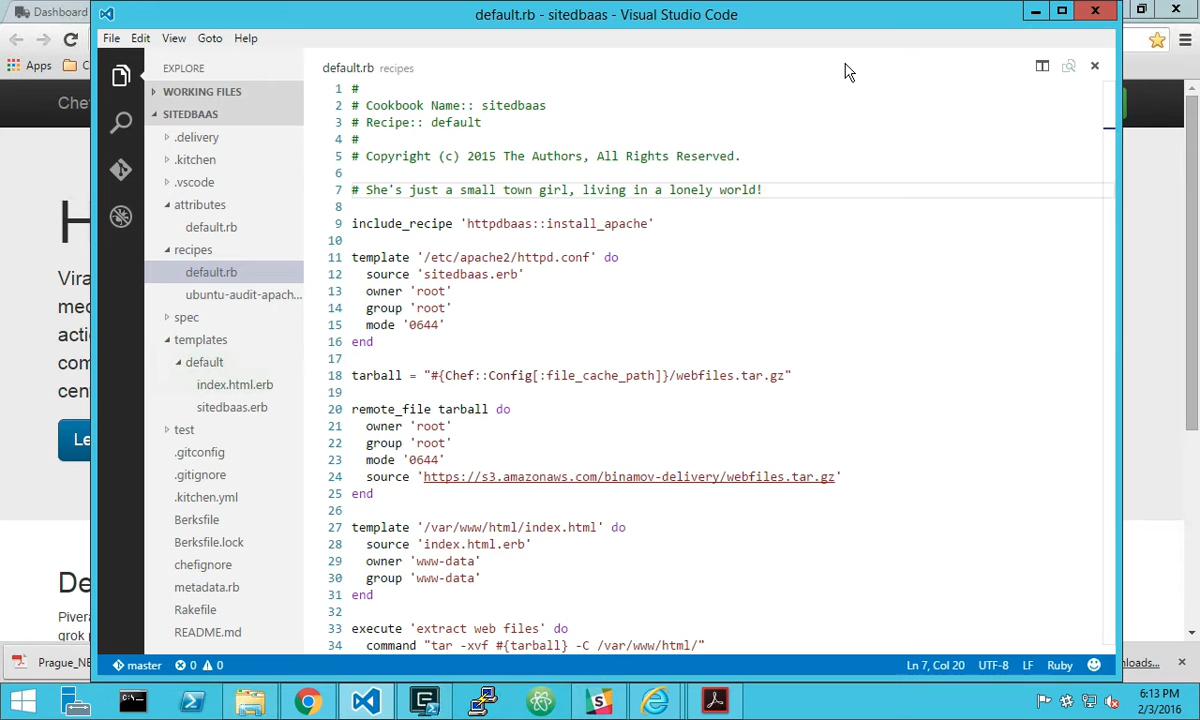 Dashboard
default.rb - sitedbaas - Visual Studio Code
File Edit View Goto Help
Apps
EXPLORE
WORKING FILES
SITEDBAAS
.delivery
.kitchen
.vscode
attributes
default.rb
recipes
default.rb
ubuntu-audit-apach...
spec
templates
default
index.html.erb
sitedbaas.erb
test
.gitconfig
.gitignore
.kitchen.yml
Berksfile
Berksfile.lock
chefignore
metadata.rb
Rakefile
README.md
default.rb recipes
1 #
2 # Cookbook Name:: sitedbaas
3 # Recipe:: default
4 #
5 # Copyright (c) 2015 The Authors, All Rights Reserved.
6
7 # She's just a small town girl, living in a lonely world!
8
9 include_recipe 'httpdbaas::install_apache'
10
11 template '/etc/apache2/httpd.conf' do
12 source 'sitedbaas.erb'
13 owner 'root'
14 group 'root'
15 mode '0644'
16 end
17
18 tarball = "#{Chef::Config[:file_cache_path]}/webfiles.tar.gz"
19
20 remote_file tarball do
21 owner 'root'
22 group 'root'
23 mode '0644'
24 source 'https://s3.amazonaws.com/binamov-delivery/webfiles.tar.gz'
25 end
26
27 template '/var/www/html/index.html' do
28 source 'index.html.erb'
29 owner 'www-data'
30 group 'www-data'
31 end
32
33 execute 'extract web files' do
34 command "tar -xvf #{tarball} -C /var/www/html/"
master 0 0
Ln 7, Col 20 UTF-8 LF Ruby
6:13 PM
2/3/2016